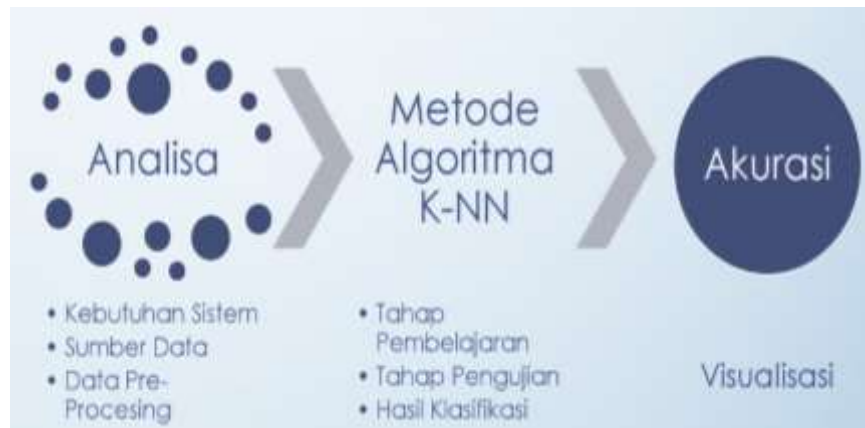 Analisa
Metode
Algoritma
K-NN
Akurasi
• Kebutuhan Sistem
• Sumber Data
• Data Pre-
Procesing
• Tahap
Pembelajaran
• Tahap Pengujian
• Hasil Klasifikasi
Visualisasi